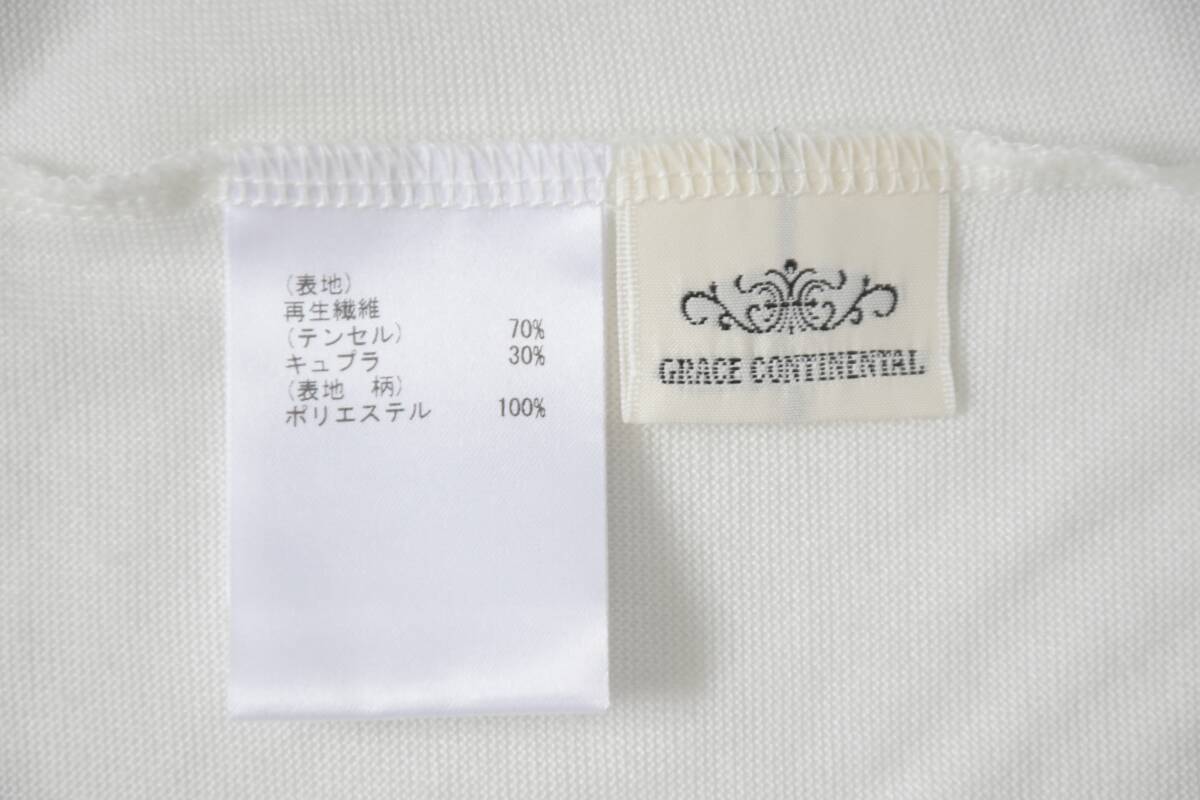 (表地)
再生繊維
(テンセル) 70%
キュプラ 30%
(表地 柄)
ポリエステル 100%
GRACE CONTINENTAL